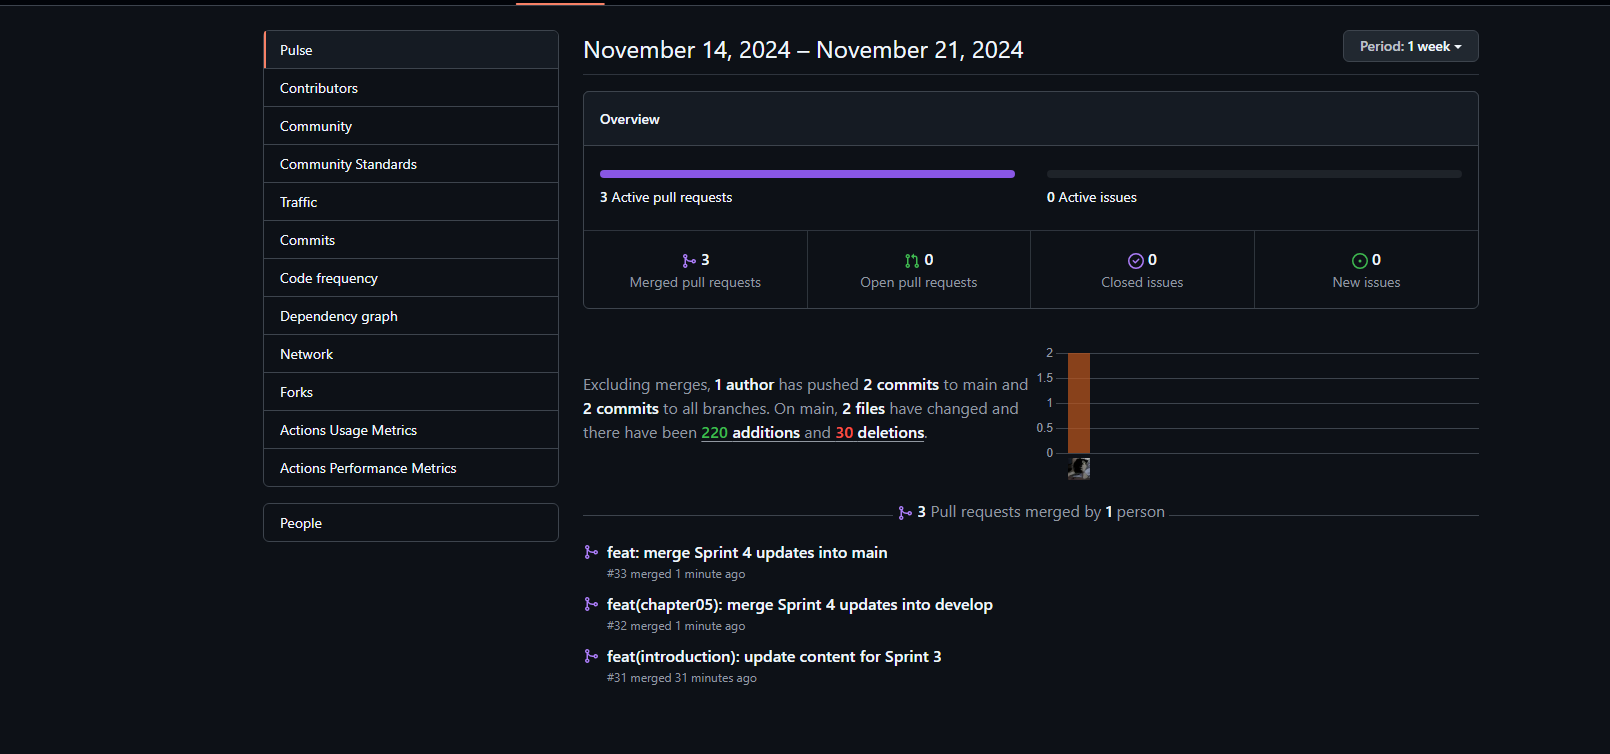 Pulse
Contributors
Community
Community Standards
Traffic
Commits
Code frequency
Dependency graph
Network
Forks
Actions Usage Metrics
Actions Performance Metrics
People
November 14, 2024 – November 21, 2024
Period: 1 week
Overview
3 Active pull requests
0 Active issues
3
Merged pull requests
0
Open pull requests
0
Closed issues
0
New issues
Excluding merges, 1 author has pushed 2 commits to main and
2 commits to all branches. On main, 2 files have changed and
there have been 220 additions and 30 deletions.
2
1.5
1
0.5
0
3 Pull requests merged by 1 person
feat: merge Sprint 4 updates into main
#33 merged 1 minute ago
feat(chapter05): merge Sprint 4 updates into develop
#32 merged 1 minute ago
feat(introduction): update content for Sprint 3
#31 merged 31 minutes ago